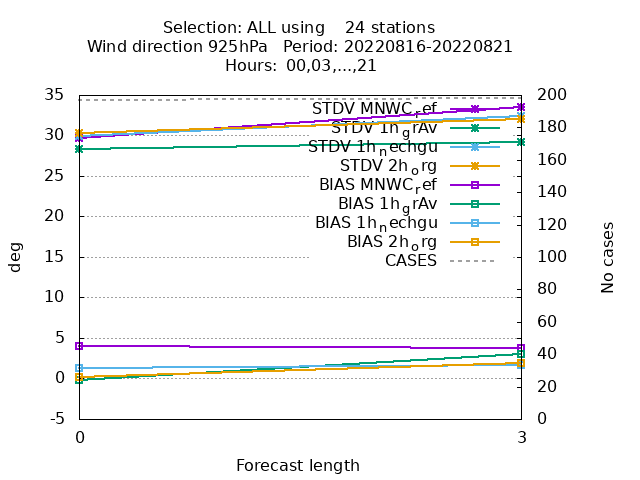 Selection: ALL using    24 stations
Wind direction 925hPa   Period: 20220816-20220821
Hours:  00,03,...,21
35
30
25
20
15
10
5
0
-5
deg
STDV MNWC_ref
STDV 1h_grAv
STDV 1h_nechgu
STDV 2h_org
BIAS MNWC_ref
BIAS 1h_grAv
BIAS 1h_nechgu
BIAS 2h_org
CASES
200
180
160
140
120
100
80
60
40
20
0
No cases
0 3
Forecast length